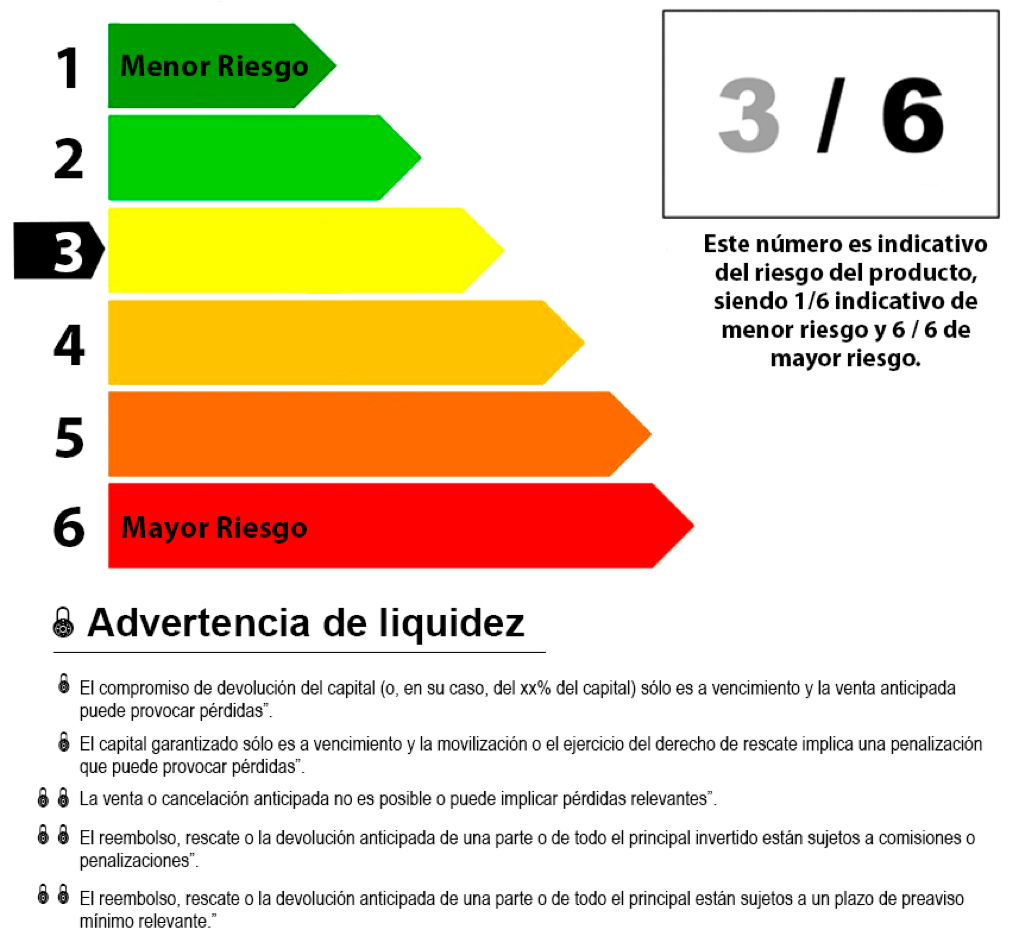 1 Menor Riesgo
2
3
4
5
6 Mayor Riesgo
3 / 6
Este número es indicativo
del riesgo del producto,
siendo 1/6 indicativo de
menor riesgo y 6 / 6 de
mayor riesgo.
Advertencia de liquidez
El compromiso de devolución del capital (o, en su caso, del xx% del capital) sólo es a vencimiento y la venta anticipada
puede provocar pérdidas”.
El capital garantizado sólo es a vencimiento y la movilización o el ejercicio del derecho de rescate implica una penalización
que puede provocar pérdidas”.
La venta o cancelación anticipada no es posible o puede implicar pérdidas relevantes”.
El reembolso, rescate o la devolución anticipada de una parte o de todo el principal invertido están sujetos a comisiones o
penalizaciones”.
El reembolso, rescate o la devolución anticipada de una parte o de todo el principal están sujetos a un plazo de preaviso
mínimo relevante.”